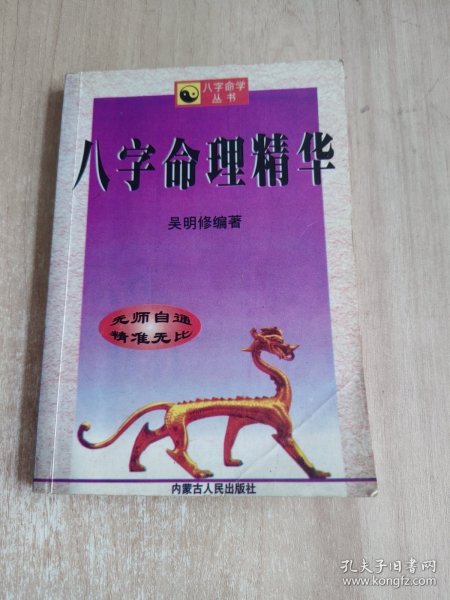 八字命学
丛书
八字命理精华
吴明修编著
无师自通
精准无比
内蒙古人民出版社
孔夫子旧书网
www.kongfz.com